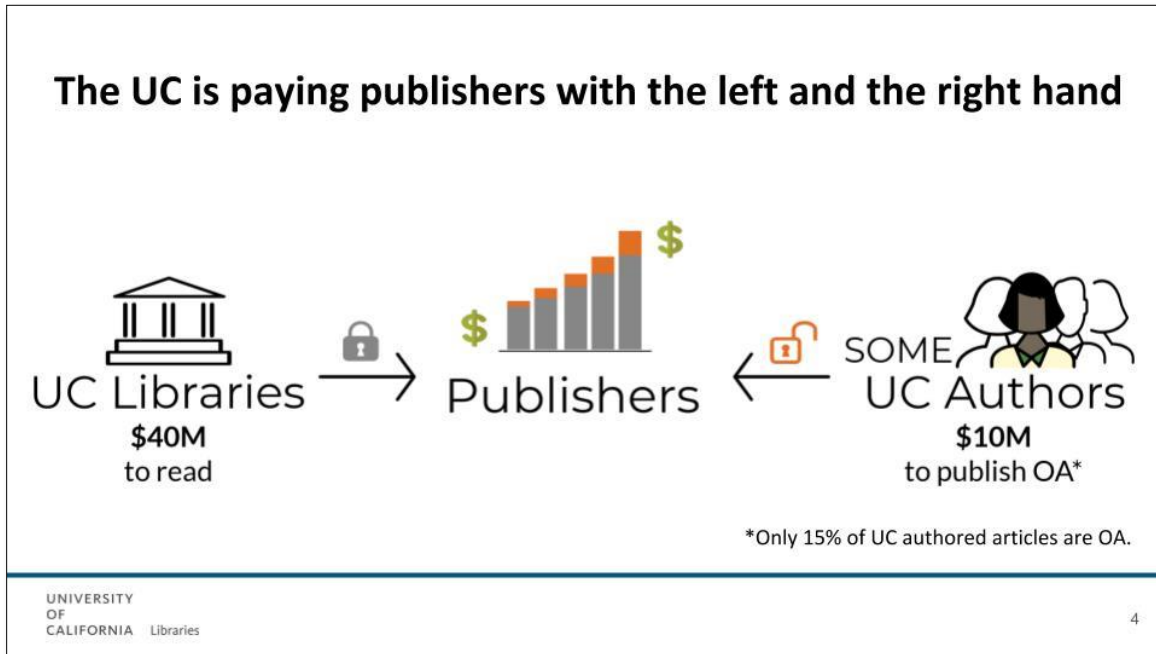 The UC is paying publishers with the left and the right hand
$
$
UC Libraries
$40M
to read
Publishers
SOME
UC Authors
$10M
to publish OA*
*Only 15% of UC authored articles are OA.
UNIVERSITY
OF
CALIFORNIA Libraries
4